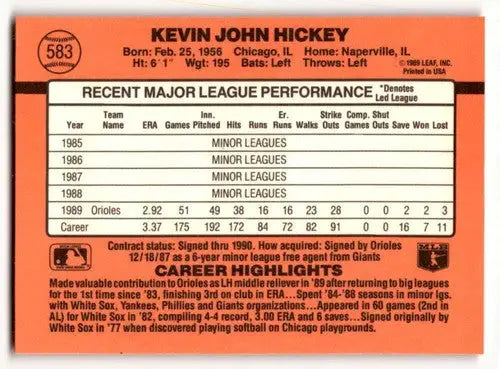 583
KEVIN JOHN HICKEY
Born: Feb. 25, 1956 Chicago, IL Home: Naperville, IL
Ht: 6'1" Wgt: 195 Bats: Left Throws: Left
© 1989 LEAF, INC.
Printed in USA
RECENT MAJOR LEAGUE PERFORMANCE *Denotes Led League
Year Team Name ERA Games Inn. Pitched Hits Runs Er. Runs Walks Strike Outs Comp. Games Shut Outs Save Won Lost
1985 MINOR LEAGUES
1986 MINOR LEAGUES
1987 MINOR LEAGUES
1988 MINOR LEAGUES
1989 Orioles 2.92 51 49 38 16 16 23 28 0 0 2 2 3
Career 3.37 175 192 172 84 72 82 91 0 0 16 7 11
Contract status: Signed thru 1990. How acquired: Signed by Orioles
12/18/87 as a 6-year minor league free agent from Giants
MLB
CAREER HIGHLIGHTS
Made valuable contribution to Orioles as LH middle reliever in '89 after returning to big leagues
for the 1st time since '83, finishing 3rd on club in ERA...Spent '84-'88 seasons in minor lgs.
with White Sox, Yankees, Phillies and Giants organizations...Appeared in 60 games (2nd in
AL) for White Sox in '82, compiling 4-4 record, 3.00 ERA and 6 saves...Signed originally by
White Sox in '77 when discovered playing softball on Chicago playgrounds.